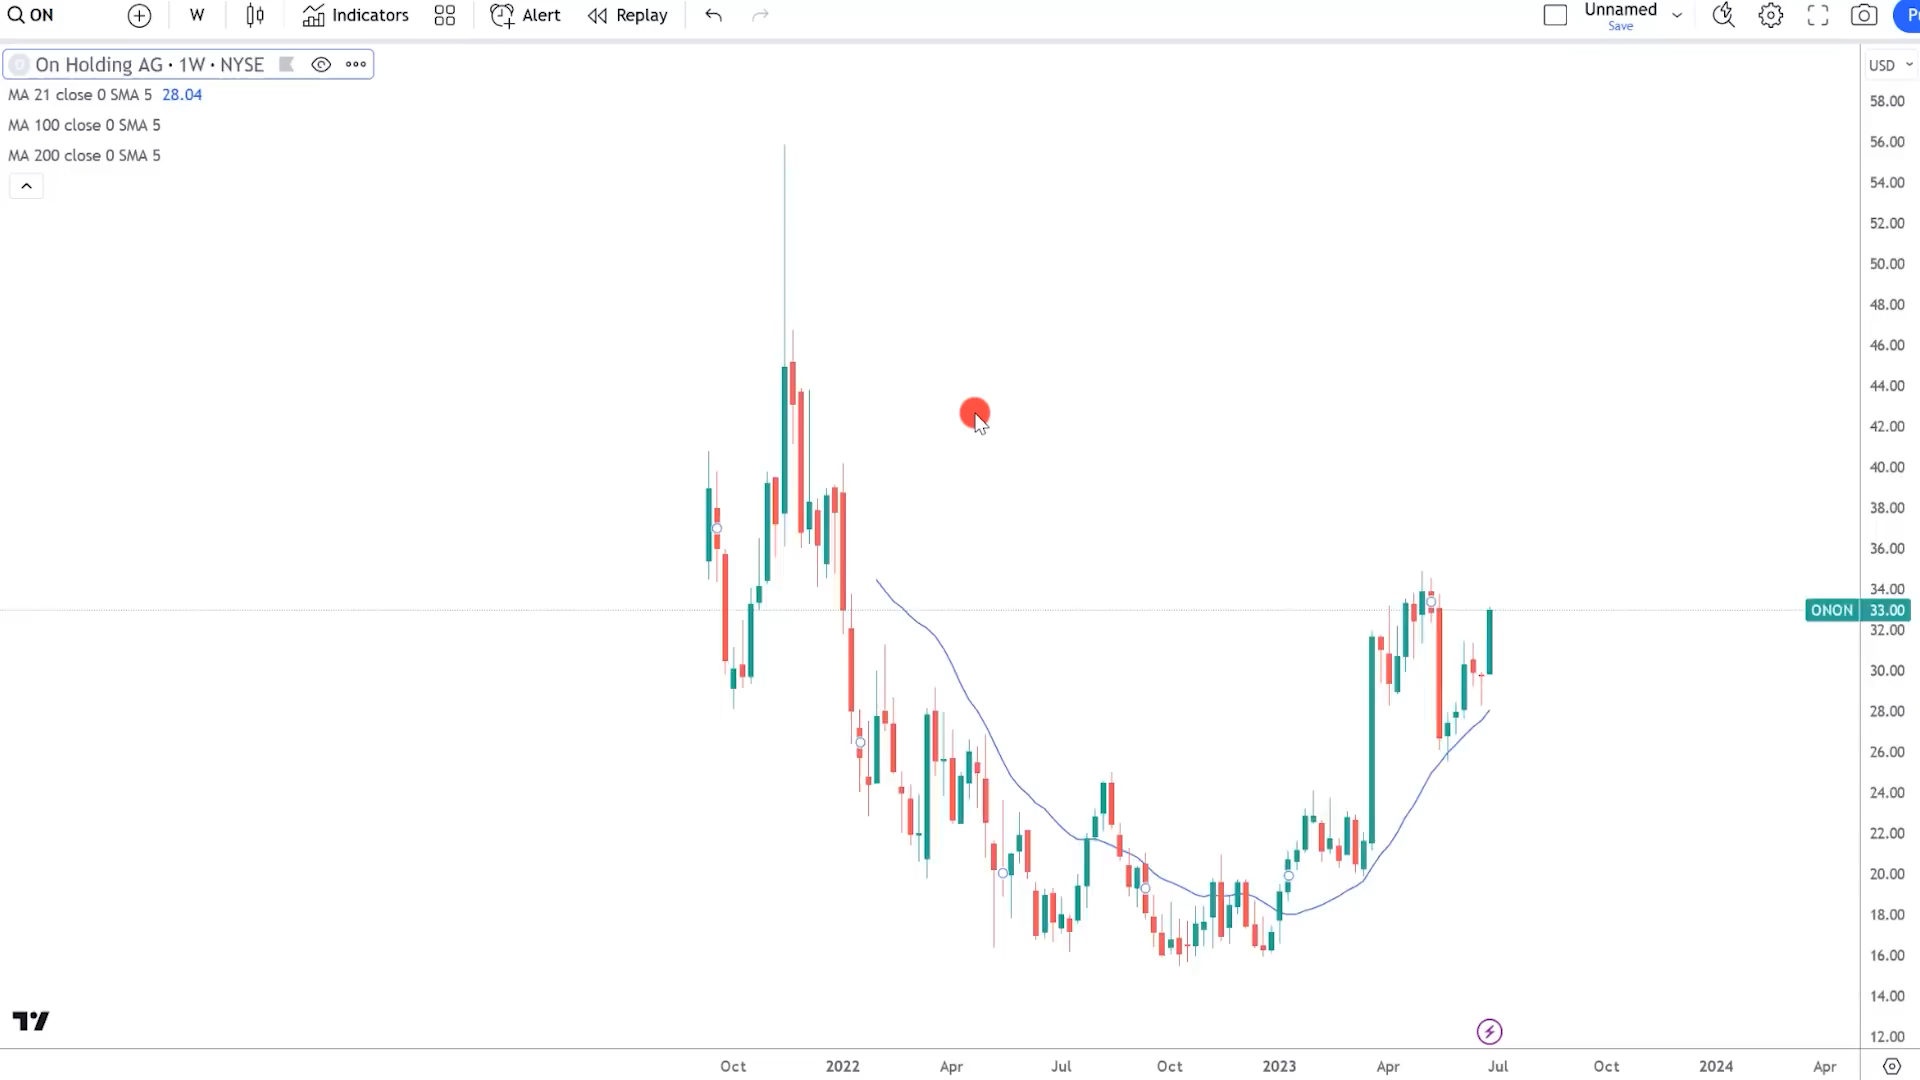 ON W Indicators Alert Replay Unnamed
Save
On Holding AG · 1W · NYSE
USD
MA 21 close 0 SMA 5 28.04
MA 100 close 0 SMA 5
MA 200 close 0 SMA 5
58.00
56.00
54.00
52.00
50.00
48.00
46.00
44.00
42.00
40.00
38.00
36.00
34.00
ONON 33.00
32.00
30.00
28.00
26.00
24.00
22.00
20.00
18.00
16.00
14.00
12.00
Oct 2022 Apr Jul Oct 2023 Apr Jul Oct 2024 Apr